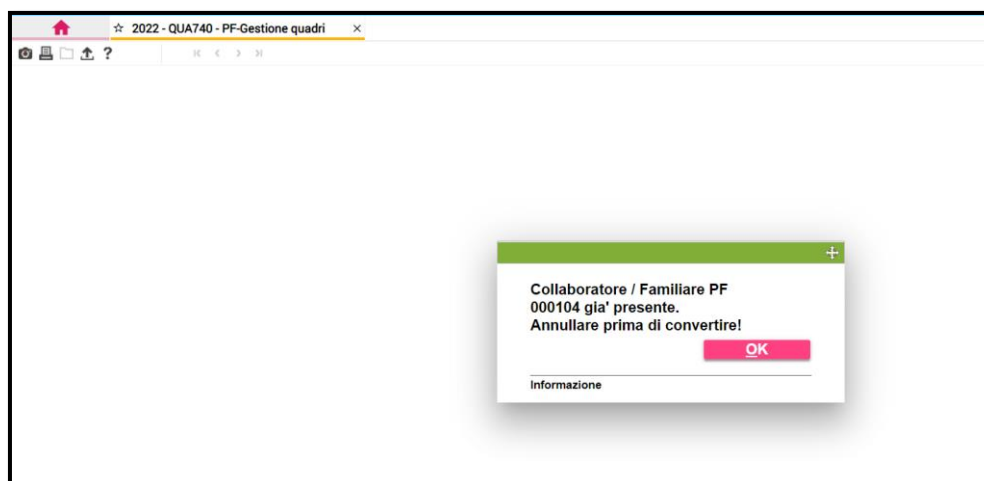 2022 - QUA740 - PF-Gestione quadri
?
Collaboratore / Familiare PF
000104 gia' presente.
Annullare prima di convertire!
OK
Informazione